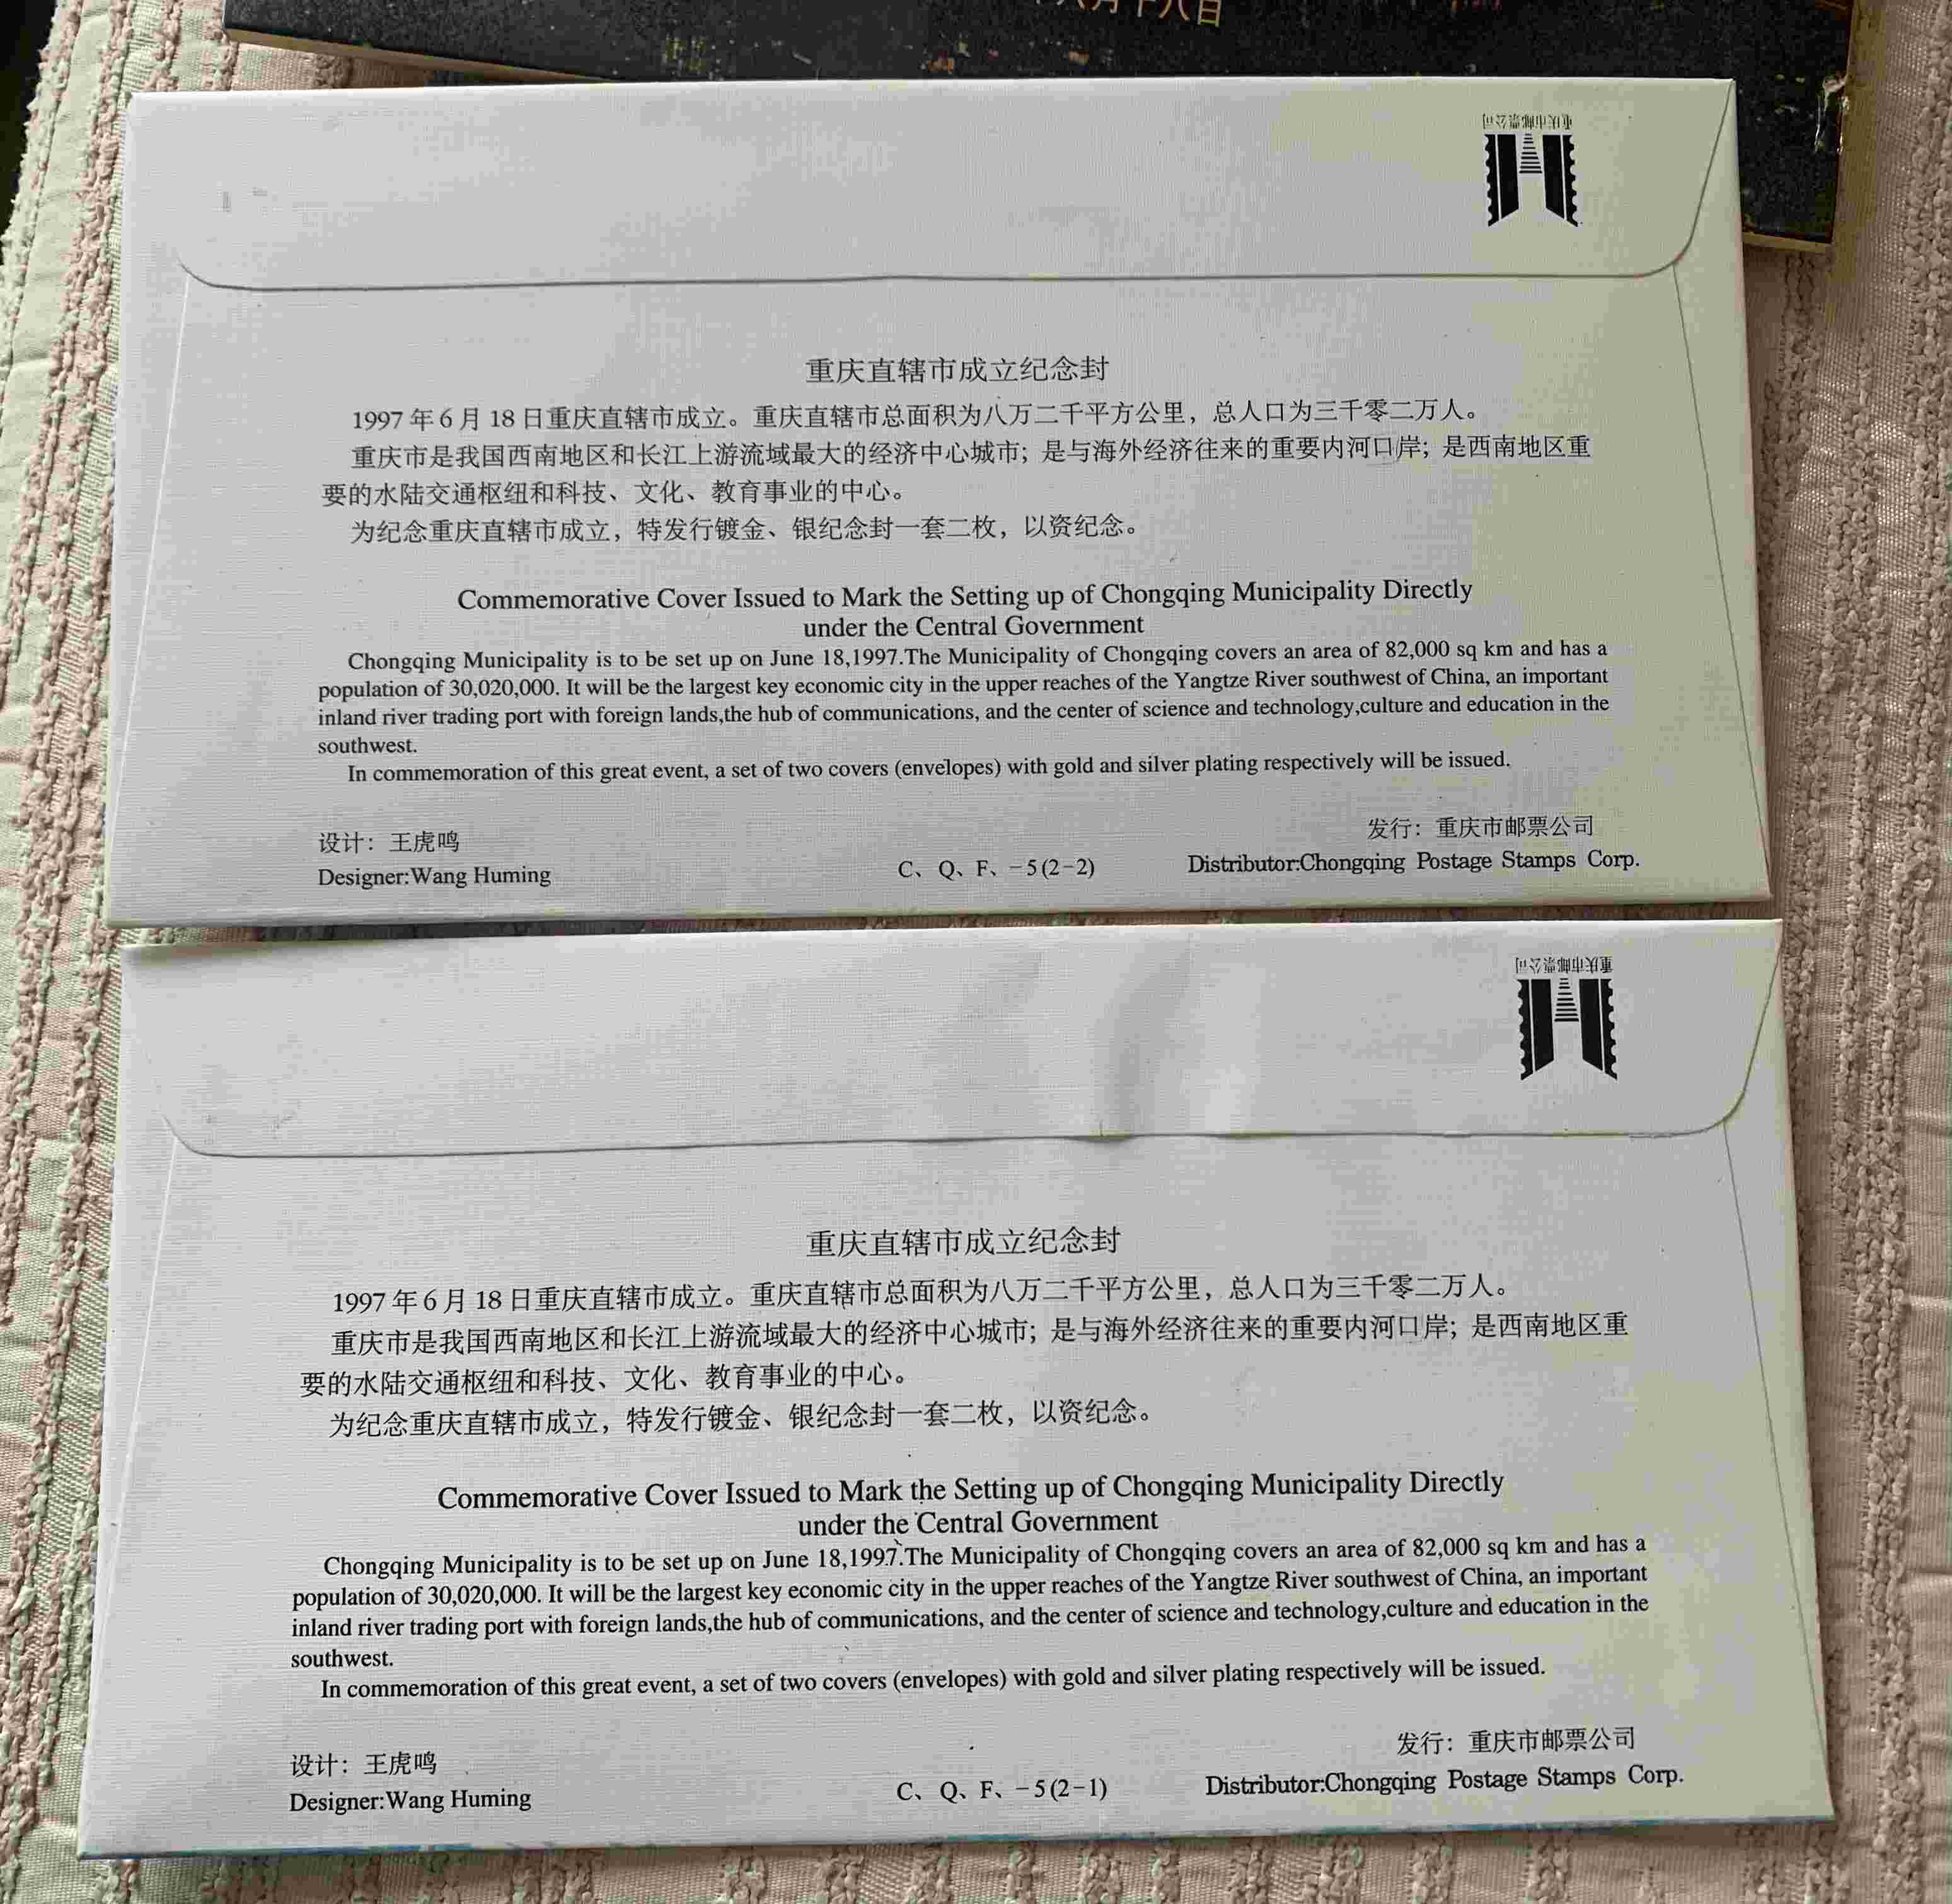 月十八日
重庆市邮票公司
重庆直辖市成立纪念封
1997年6月18日重庆直辖市成立。重庆直辖市总面积为八万二千平方公里，总人口为三千零二万人。
重庆市是我国西南地区和长江上游流域最大的经济中心城市；是与海外经济往来的重要内河口岸；是西南地区重
要的水陆交通枢纽和科技、文化、教育事业的中心。
为纪念重庆直辖市成立，特发行镀金、银纪念封一套二枚，以资纪念。
Commemorative Cover Issued to Mark the Setting up of Chongqing Municipality Directly
under the Central Government
Chongqing Municipality is to be set up on June 18,1997.The Municipality of Chongqing covers an area of 82,000 sq km and has a
population of 30,020,000. It will be the largest key economic city in the upper reaches of the Yangtze River southwest of China, an important
inland river trading port with foreign lands,the hub of communications, and the center of science and technology,culture and education in the
southwest.
In commemoration of this great event, a set of two covers (envelopes) with gold and silver plating respectively will be issued.
设计：王虎鸣
发行：重庆市邮票公司
Designer:Wang Huming
C、Q、F、-5(2-2)
Distributor:Chongqing Postage Stamps Corp.
重庆市邮票公司
重庆直辖市成立纪念封
1997年6月18日重庆直辖市成立。重庆直辖市总面积为八万二千平方公里，总人口为三千零二万人。
重庆市是我国西南地区和长江上游流域最大的经济中心城市；是与海外经济往来的重要内河口岸；是西南地区重
要的水陆交通枢纽和科技、文化、教育事业的中心。
为纪念重庆直辖市成立，特发行镀金、银纪念封一套二枚，以资纪念。
Commemorative Cover Issued to Mark the Setting up of Chongqing Municipality Directly
under the Central Government
Chongqing Municipality is to be set up on June 18,1997.The Municipality of Chongqing covers an area of 82,000 sq km and has a
population of 30,020,000. It will be the largest key economic city in the upper reaches of the Yangtze River southwest of China, an important
inland river trading port with foreign lands,the hub of communications, and the center of science and technology,culture and education in the
southwest.
In commemoration of this great event, a set of two covers (envelopes) with gold and silver plating respectively will be issued.
设计：王虎鸣
发行：重庆市邮票公司
Designer:Wang Huming
C、Q、F、-5(2-1)
Distributor:Chongqing Postage Stamps Corp.